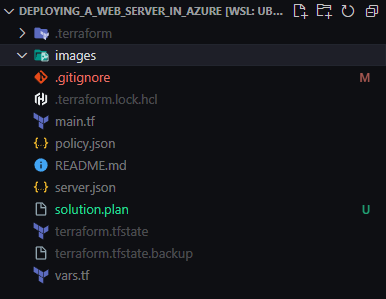 DEPLOYING_A_WEB_SERVER_IN_AZURE [WSL: UB...
.terraform
images
.gitignore M
.terraform.lock.hcl
main.tf
policy.json
README.md
server.json
solution.plan U
terraform.tfstate
terraform.tfstate.backup
vars.tf